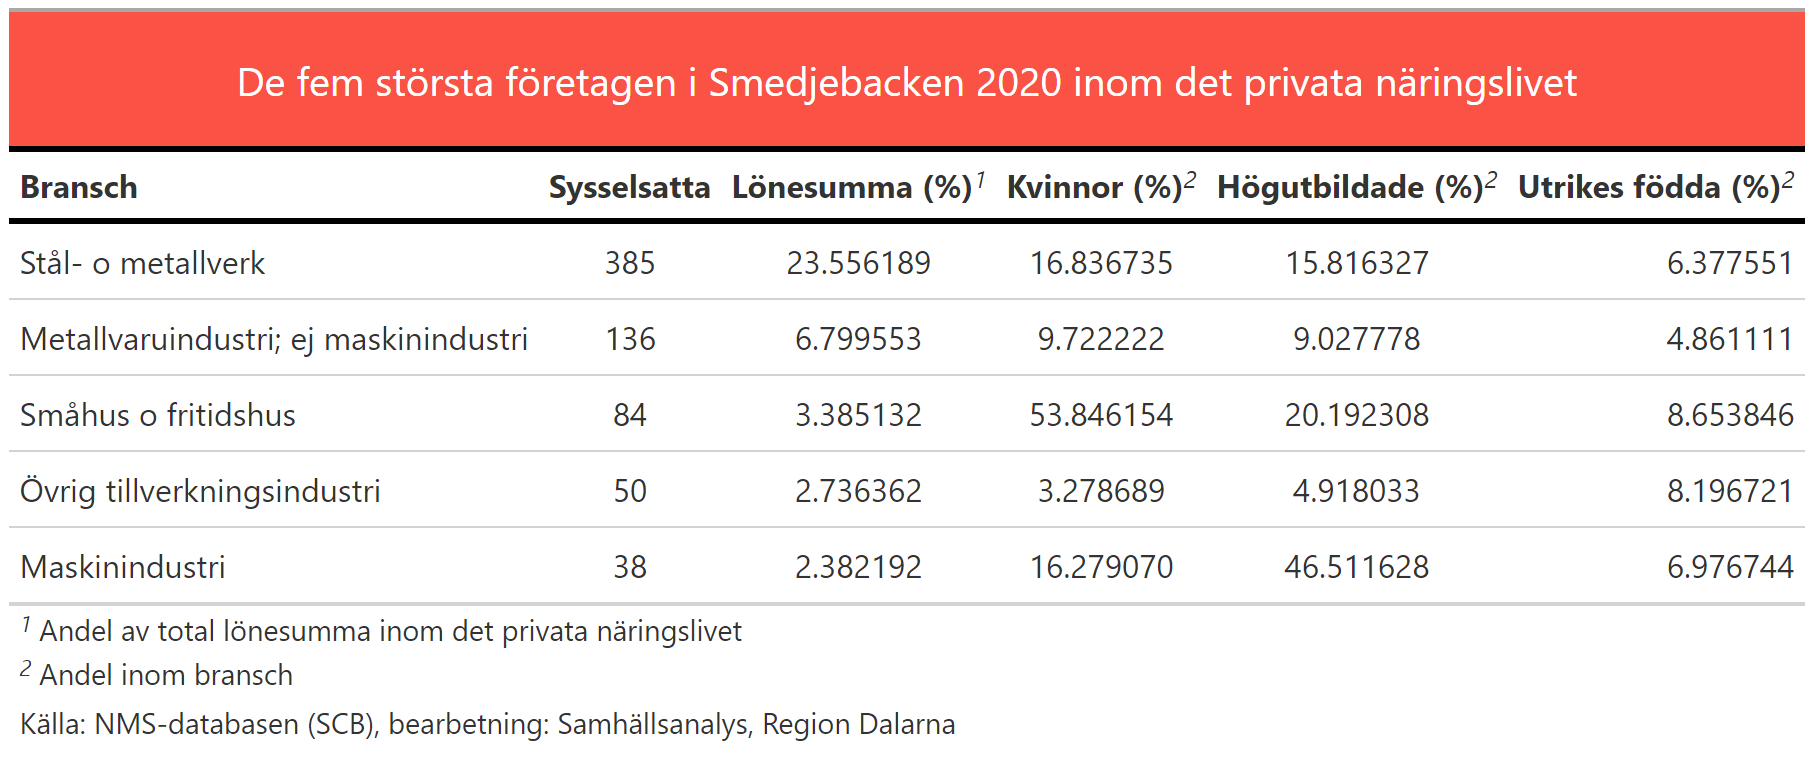 De fem största företagen i Smedjebacken 2020 inom det privata näringslivet
Bransch Sysselsatta Lönesumma (%)1 Kvinnor (%)2 Högutbildade (%)2 Utrikes födda (%)2
Stål- o metallverk 385 23.556189 16.836735 15.816327 6.377551
Metallvaruindustri; ej maskinindustri 136 6.799553 9.722222 9.027778 4.861111
Småhus o fritidshus 84 3.385132 53.846154 20.192308 8.653846
Övrig tillverkningsindustri 50 2.736362 3.278689 4.918033 8.196721
Maskinindustri 38 2.382192 16.279070 46.511628 6.976744
1 Andel av total lönesumma inom det privata näringslivet
2 Andel inom bransch
Källa: NMS-databasen (SCB), bearbetning: Samhällsanalys, Region Dalarna